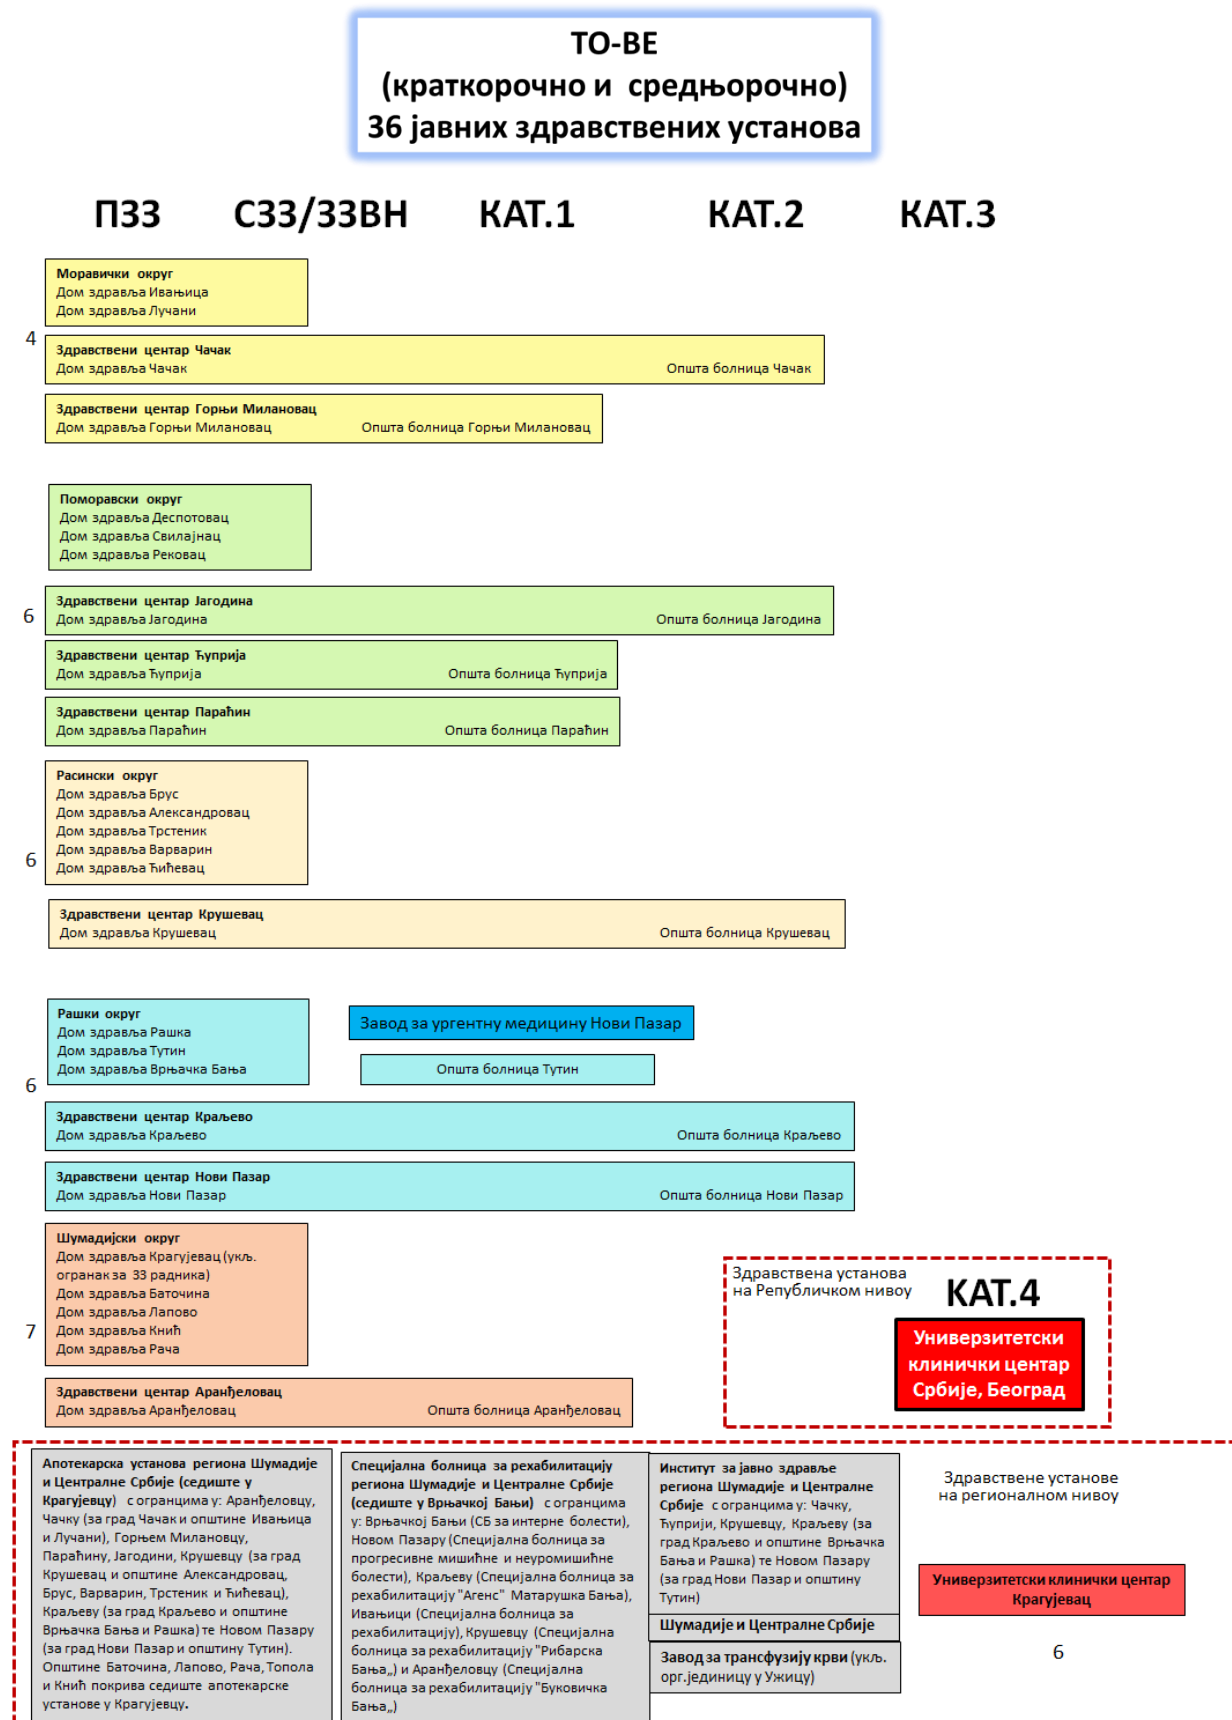 ТО-BE
(краткорочно и средњорочно)
36 јавних здравствених установа
ПЗЗ СЗЗ/ЗЗВН КАТ.1 КАТ.2 КАТ.3
Моравички округ
Дом здравља Ивањица
Дом здравља Лучани
4
Здравствени центар Чачак
Дом здравља Чачак Општа болница Чачак
Здравствени центар Горњи Милановац
Дом здравља Горњи Милановац Општа болница Горњи Милановац
Поморавски округ
Дом здравља Деспотовац
Дом здравља Свилајнац
Дом здравља Рековац
6
Здравствени центар Јагодина
Дом здравља Јагодина Општа болница Јагодина
Здравствени центар Ћуприја
Дом здравља Ћуприја Општа болница Ћуприја
Здравствени центар Параћин
Дом здравља Параћин Општа болница Параћин
Расински округ
Дом здравља Брус
Дом здравља Александровац
Дом здравља Трстеник
Дом здравља Варварин
Дом здравља Ћићевац
6
Здравствени центар Крушевац
Дом здравља Крушевац Општа болница Крушевац
Рашки округ
Дом здравља Рашка
Дом здравља Тутин
Дом здравља Врњачка Бања
Завод за ургентну медицину Нови Пазар
Општа болница Тутин
6
Здравствени центар Краљево
Дом здравља Краљево Општа болница Краљево
Здравствени центар Нови Пазар
Дом здравља Нови Пазар Општа болница Нови Пазар
Шумадијски округ
Дом здравља Крагујевац (укљ.
огранак за ЗЗ радника)
Дом здравља Баточина
Дом здравља Лапово
Дом здравља Кнић
Дом здравља Рача
7
Здравствени центар Аранђеловац
Дом здравља Аранђеловац Општа болница Аранђеловац
Здравствена установа
на Републичком нивоу
КАТ.4
Универзитетски
клинички центар
Србије, Београд
Апотекарска установа региона Шумадије
и Централне Србије (седиште у
Крагујевцу) с огранцима у: Аранђеловцу,
Чачку (за град Чачак и општине Ивањица
и Лучани), Горњем Милановцу,
Параћину, Јагодини, Крушевцу (за град
Крушевац и општине Александровац,
Брус, Варварин, Трстеник и Ћићевац),
Краљеву (за град Краљево и општине
Врњачка Бања и Рашка) те Новом Пазару
(за град Нови Пазар и општину Тутин).
Општине Баточина, Лапово, Рача, Топола
и Кнић покрива седиште апотекарске
установе у Крагујевцу.
Специјална болница за рехабилитацију
региона Шумадије и Централне Србије
(седиште у Врњачкој Бањи) с огранцима
у: Врњачкој Бањи (СБ за интерне болести),
Новом Пазару (Специјална болница за
прогресивне мишићне и неуромишићне
болести), Краљеву (Специјална болница за
рехабилитацију "Агенс" Матарушка Бања),
Ивањици (Специјална болница за
рехабилитацију), Крушевцу (Специјална
болница за рехабилитацију "Рибарска
Бања„) и Аранђеловцу (Специјална
болница за рехабилитацију "Буковичка
Бања„)
Институт за јавно здравље
региона Шумадије и Централне
Србије с огранцима у: Чачку,
Ћуприји, Крушевцу, Краљеву (за
град Краљево и општине Врњачка
Бања и Рашка) те Новом Пазару
(за град Нови Пазар и општину
Тутин)
Шумадије и Централне Србије
Завод за трансфузију крви (укљ.
орг.јединицу у Ужицу)
Здравствене установе
на регионалном нивоу
Универзитетски клинички центар
Крагујевац
6